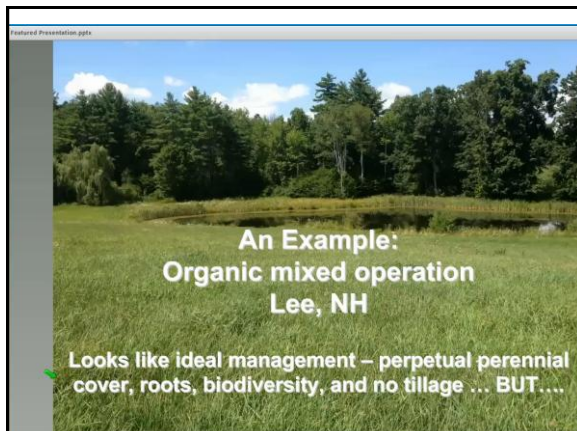 Featured Presentation.pptx
An Example:
Organic mixed operation
Lee, NH
Looks like ideal management – perpetual perennial
cover, roots, biodiversity, and no tillage ... BUT....